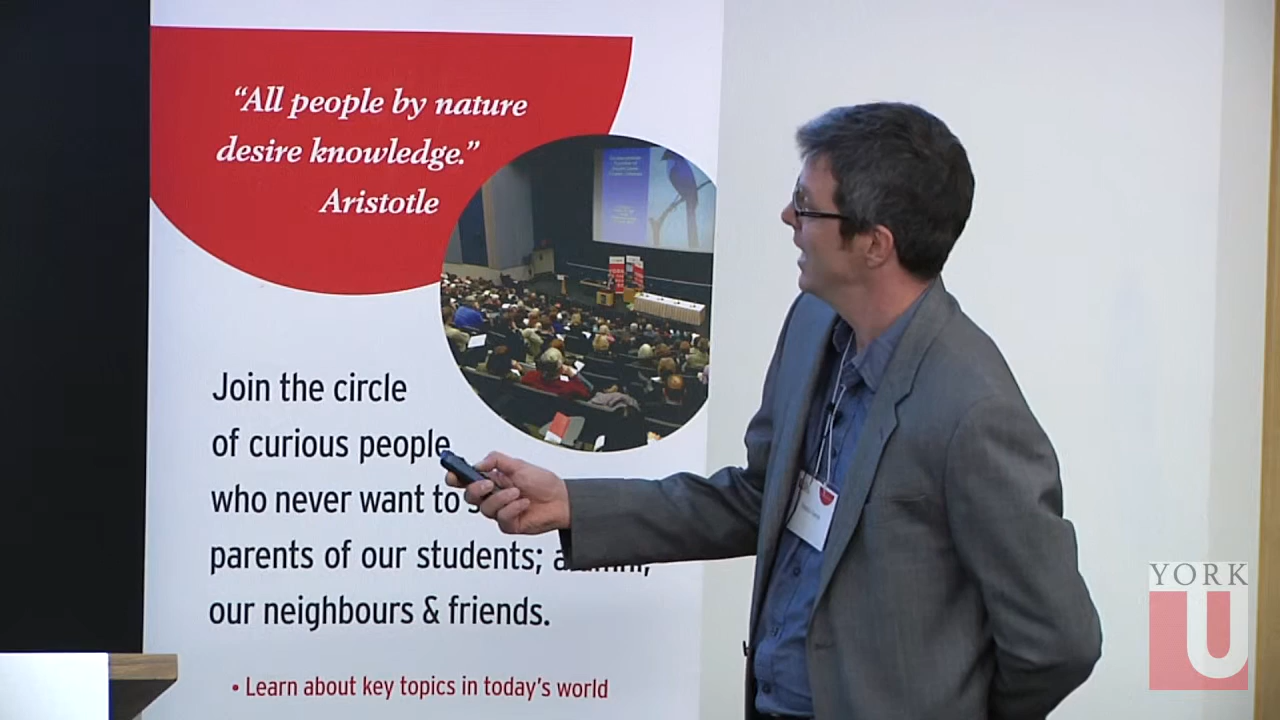 “All people by nature
desire knowledge.”
Aristotle
Join the circle
of curious people
who never want to
parents of our students;
our neighbours & friends.
• Learn about key topics in today’s world
YORK
U